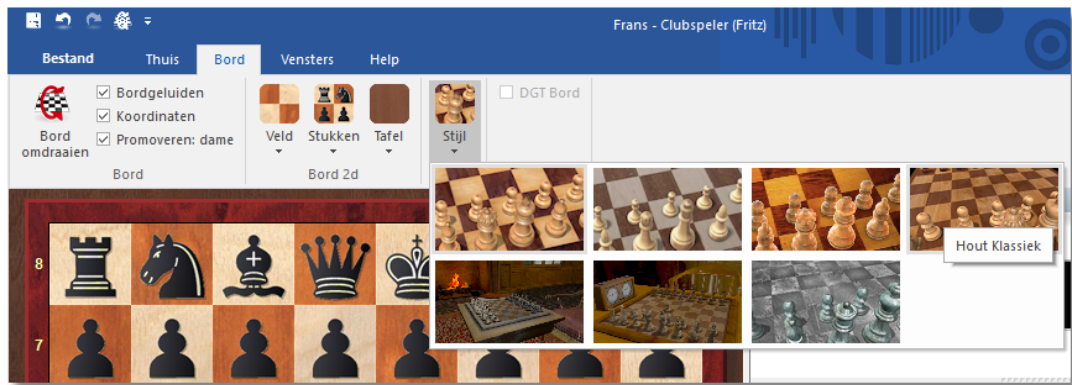 Frans - Clubspeler (Fritz)
Bestand Thuis Bord Vensters Help
Bord omdraaien
Bordgeluiden
Koordinaten
Promoveren: dame
Bord
Veld Stukken Tafel
Bord 2d
Stijl
DGT Bord
Hout Klassiek
8
7